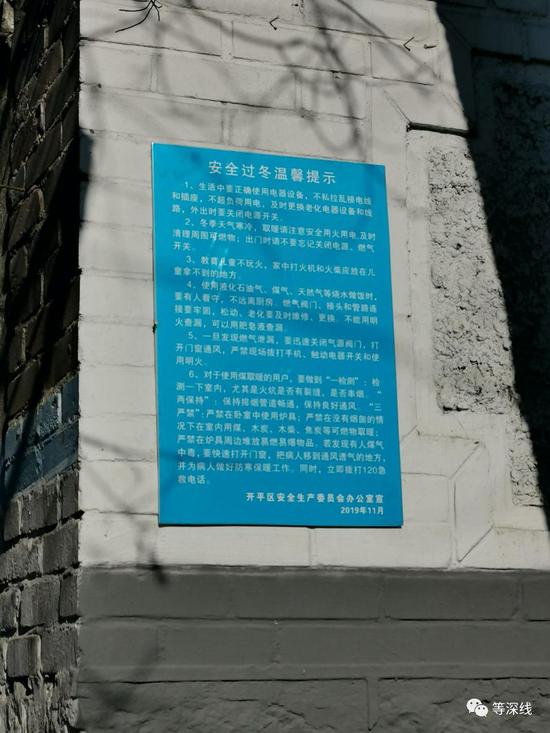 安全过冬温馨提示
1、生活中要正确使用电器设备，不私拉乱接电线
和插座，不超负荷用电，及时更换老化电器设备和线
路，外出时要关闭电源开关。
2、冬季天气寒冷，取暖请注意安全用火用电，及时
清理周围可燃物；出门时请不要忘记关闭电源、燃气
开关。
3、教育儿童不玩火，家中打火机和火柴应放在儿
童拿不到的地方。
4、使用液化石油气、煤气、天然气等烧水做饭时，
要有人看守，不远离厨房。燃气阀门、接头和管路连
接要牢固，松动、老化要及时维修、更换。不能用明
火查漏，可以用肥皂液查漏。
5、一旦发现燃气泄漏，要迅速关闭气源阀门，打
开门窗通风，严禁现场拨打手机、触动电器开关和使
用明火。
6、对于使用煤取暖的用户，要做到“一检测”：检
测一下室内，尤其是火炕是否有裂缝，是否串烟。“
两保持”：保持排烟管道畅通，保持良好通风。“三
严禁”：严禁在卧室中使用炉具；严禁在没有烟囱的情
况下在室内用煤、木炭、木柴、焦炭等可燃物取暖；
严禁在炉具周边堆放易燃易爆物品。若发现有人煤气
中毒，要快速打开门窗，把病人移到通风透气的地方，
并为病人做好防寒保暖工作。同时，立即拨打120急
救电话。
开平区安全生产委员会办公室宣
2019年11月
等深线